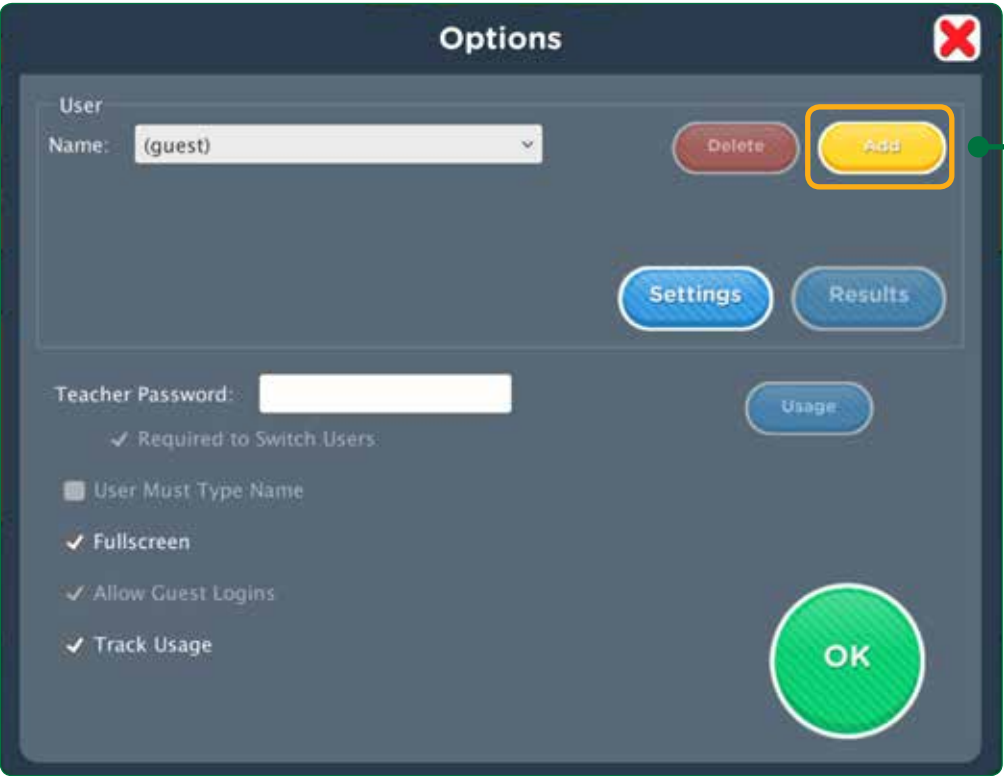 Options
User
Name: (guest) Delete Add
Settings Results
Teacher Password: Usage
Required to Switch Users
User Must Type Name
Fullscreen
Allow Guest Logins
Track Usage
OK